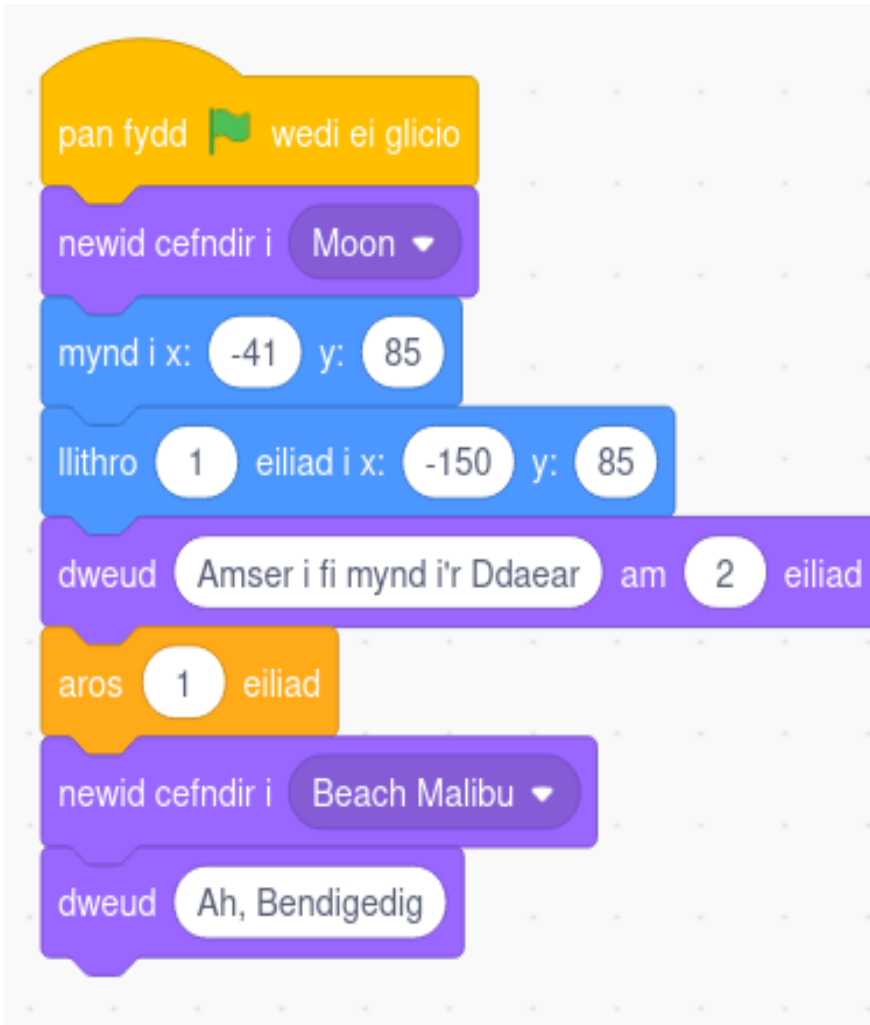 pan fydd wedi ei glicio
newid cefndir i Moon
mynd i x: -41 y: 85
llithro 1 eiliad i x: -150 y: 85
dweud Amser i fi mynd i'r Ddaear am 2 eiliad
aros 1 eiliad
newid cefndir i Beach Malibu
dweud Ah, Bendigedig